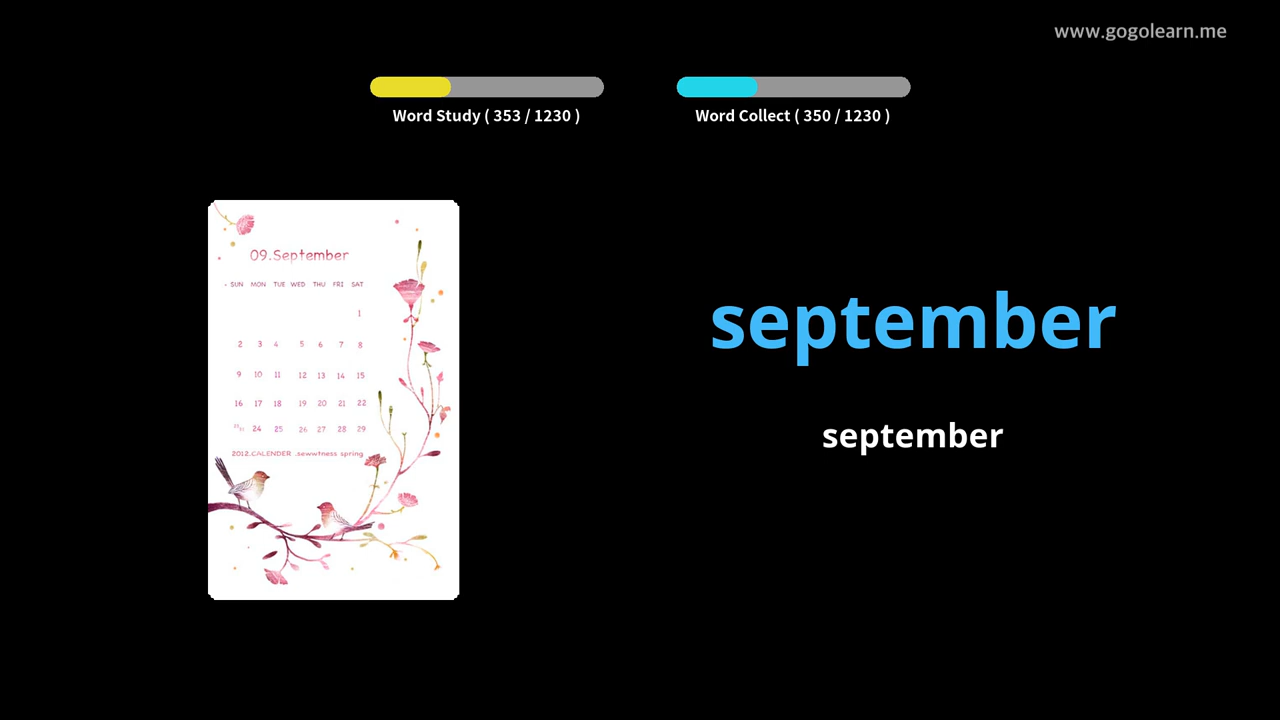 www.gogolearn.me
Word Study ( 353 / 1230 )
Word Collect ( 350 / 1230 )
09.September
SUN MON TUE WED THU FRI SAT
1
2 3 4 5 6 7 8
9 10 11 12 13 14 15
16 17 18 19 20 21 22
24 25 26 27 28 29
2012.CALENDER .sewwtness spring
september
september